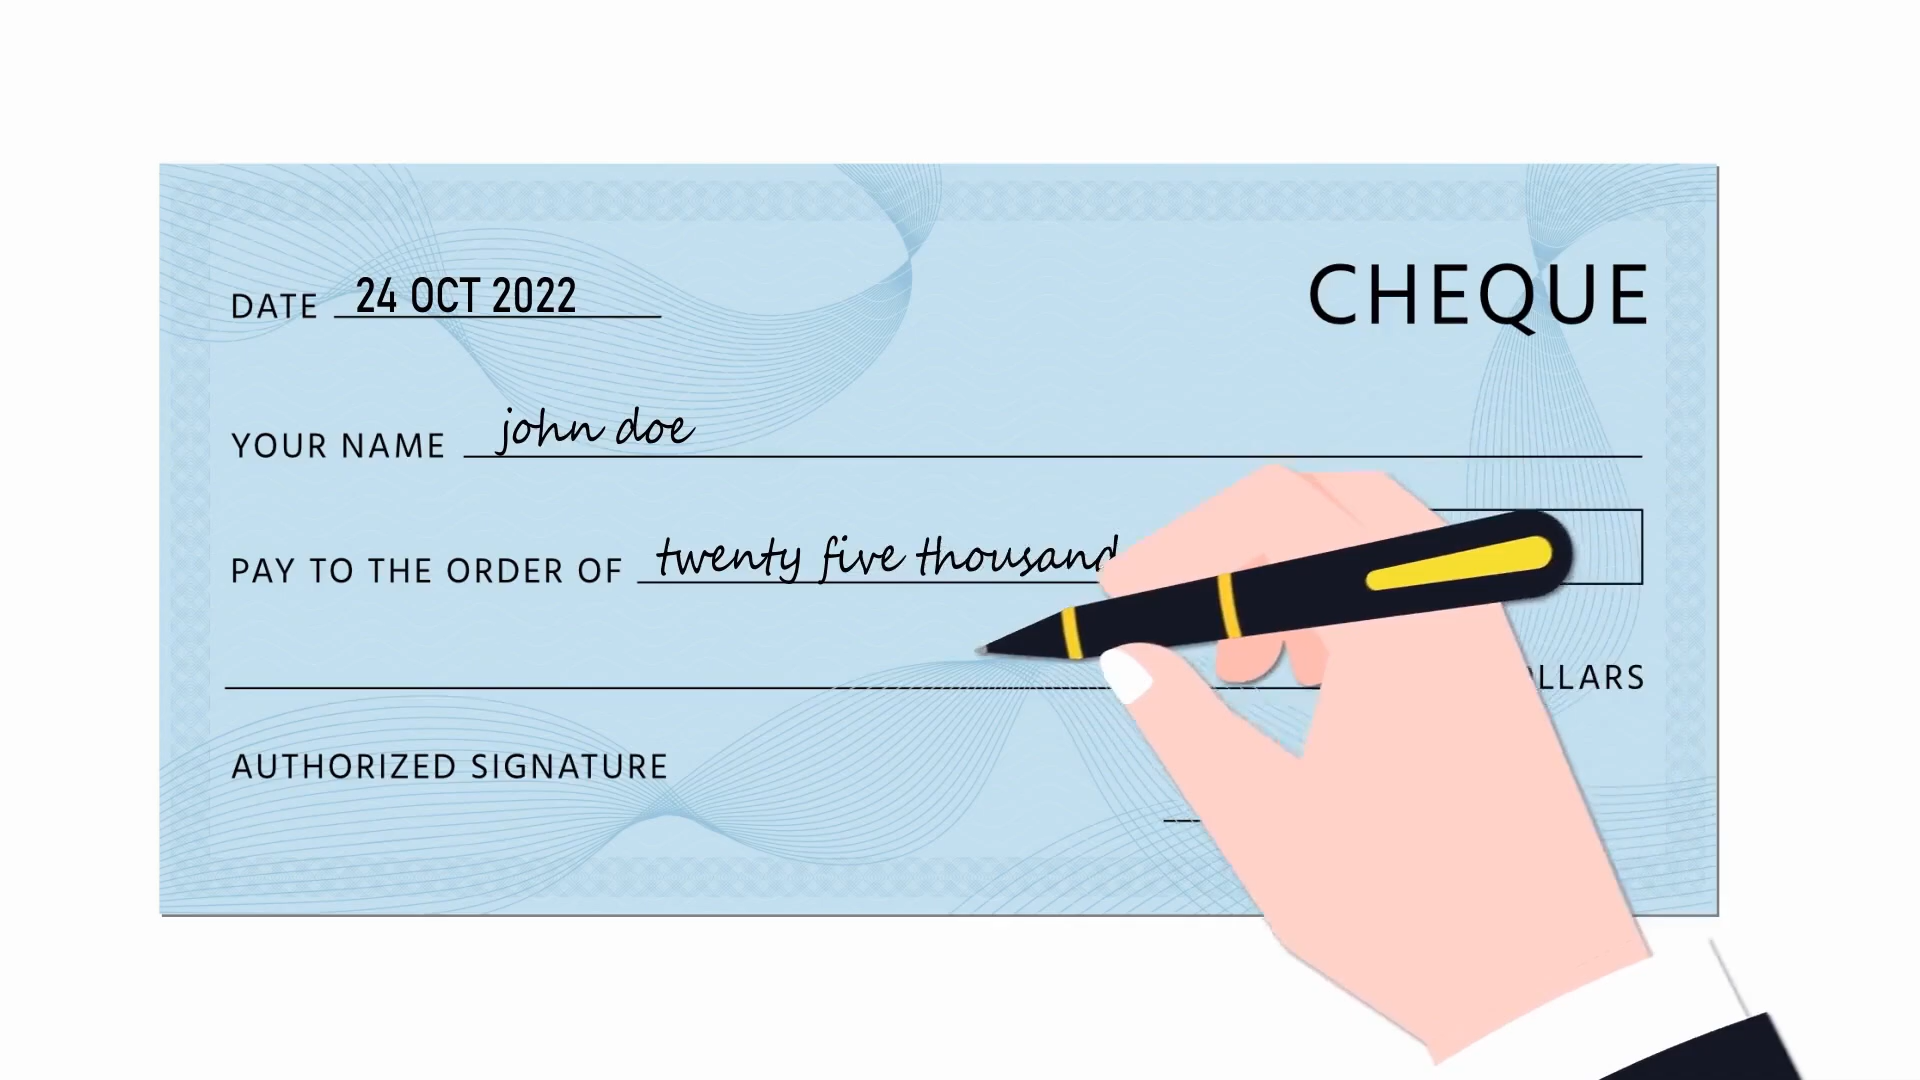 DATE 24 OCT 2022
CHEQUE
YOUR NAME john doe
PAY TO THE ORDER OF twenty five thousand
AUTHORIZED SIGNATURE